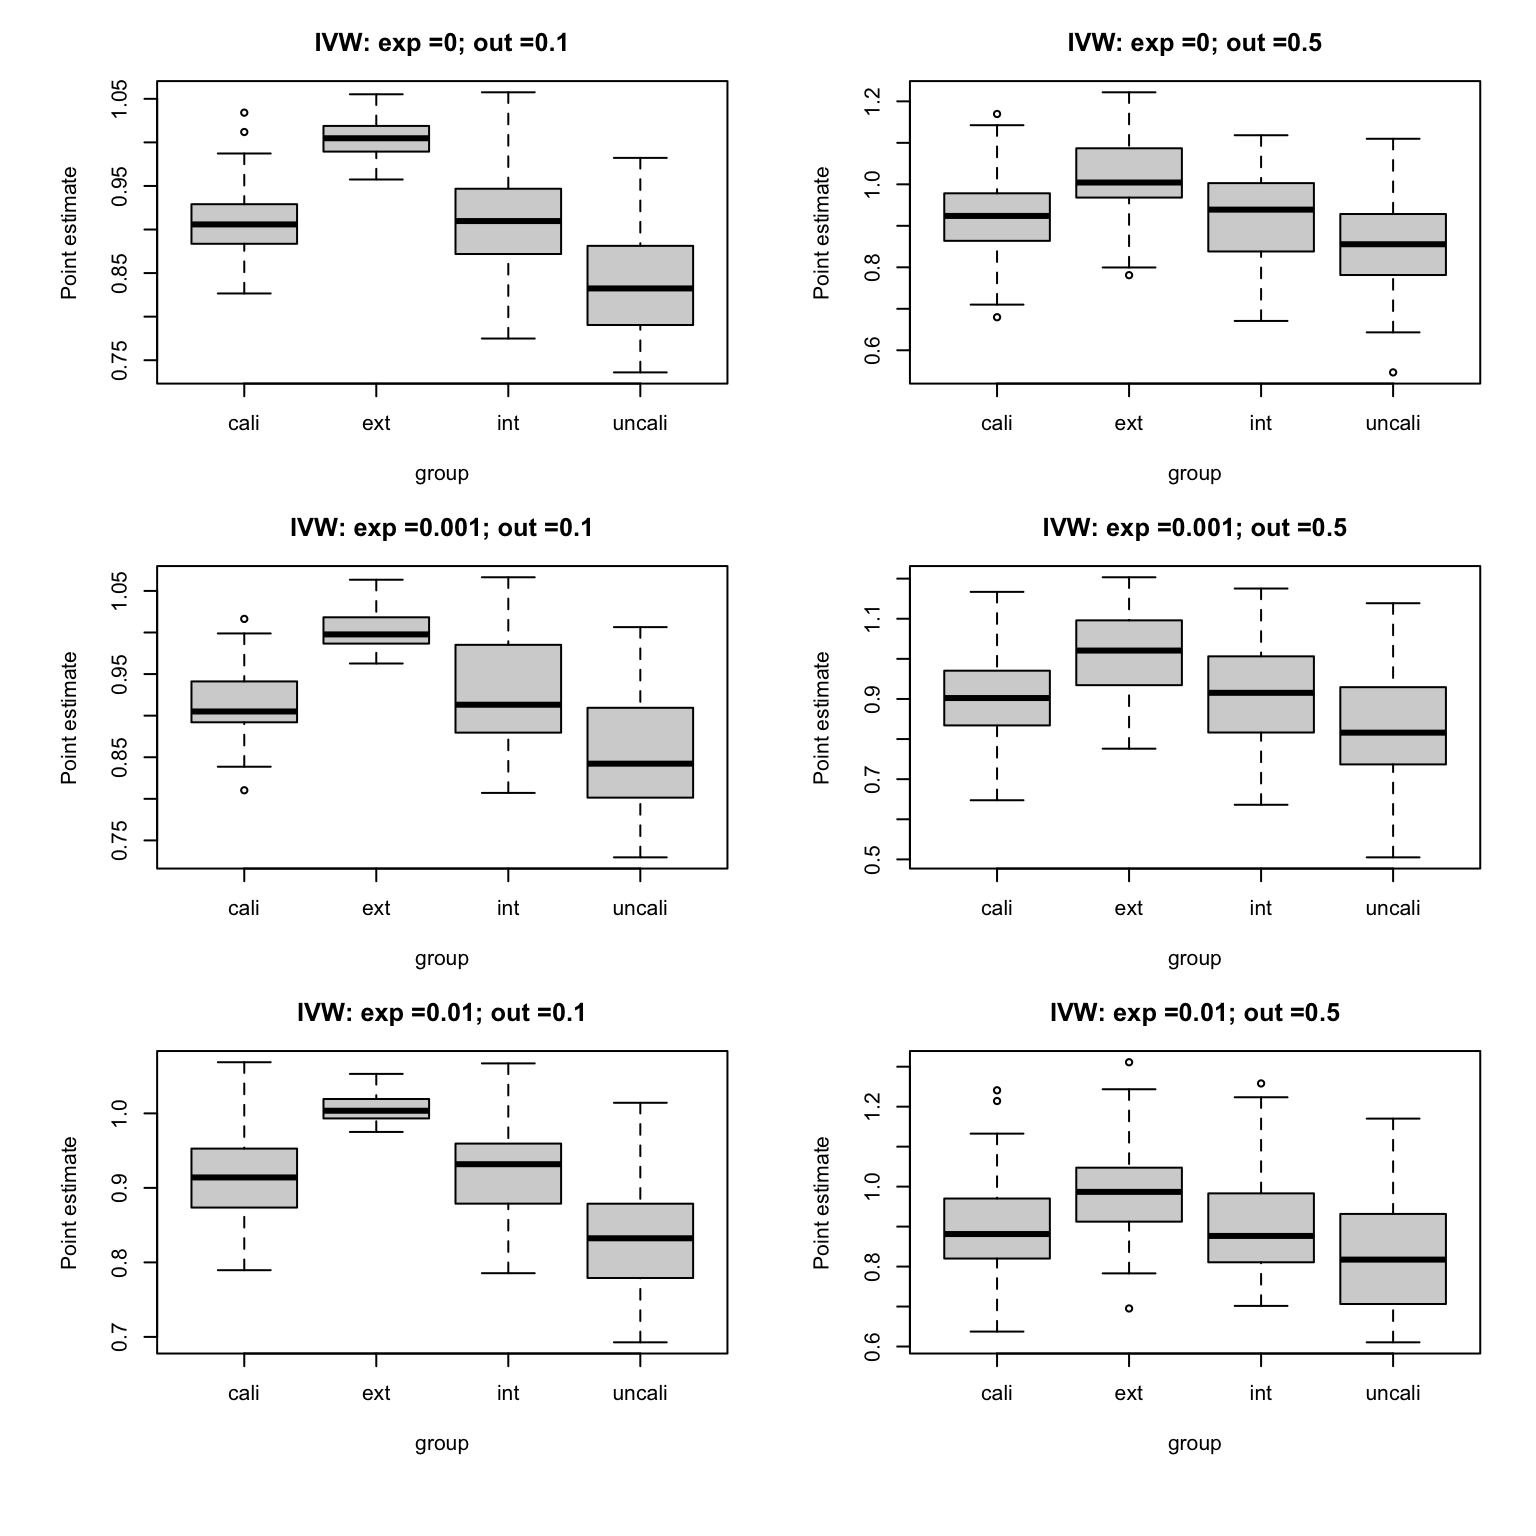 IVW: exp =0; out =0.1
Point estimate
1.05
0.95
0.85
0.75
cali ext int uncali
group
IVW: exp =0; out =0.5
Point estimate
1.2
1.0
0.8
0.6
cali ext int uncali
group
IVW: exp =0.001; out =0.1
Point estimate
1.05
0.95
0.85
0.75
cali ext int uncali
group
IVW: exp =0.001; out =0.5
Point estimate
1.1
0.9
0.7
0.5
cali ext int uncali
group
IVW: exp =0.01; out =0.1
Point estimate
1.0
0.9
0.8
0.7
cali ext int uncali
group
IVW: exp =0.01; out =0.5
Point estimate
1.2
1.0
0.8
0.6
cali ext int uncali
group